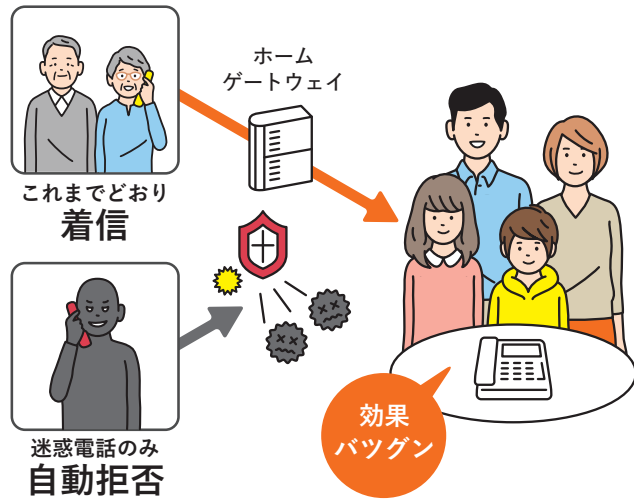 ホーム
ゲートウェイ
これまでどおり
着信
迷惑電話のみ
自動拒否
効果
バツグン